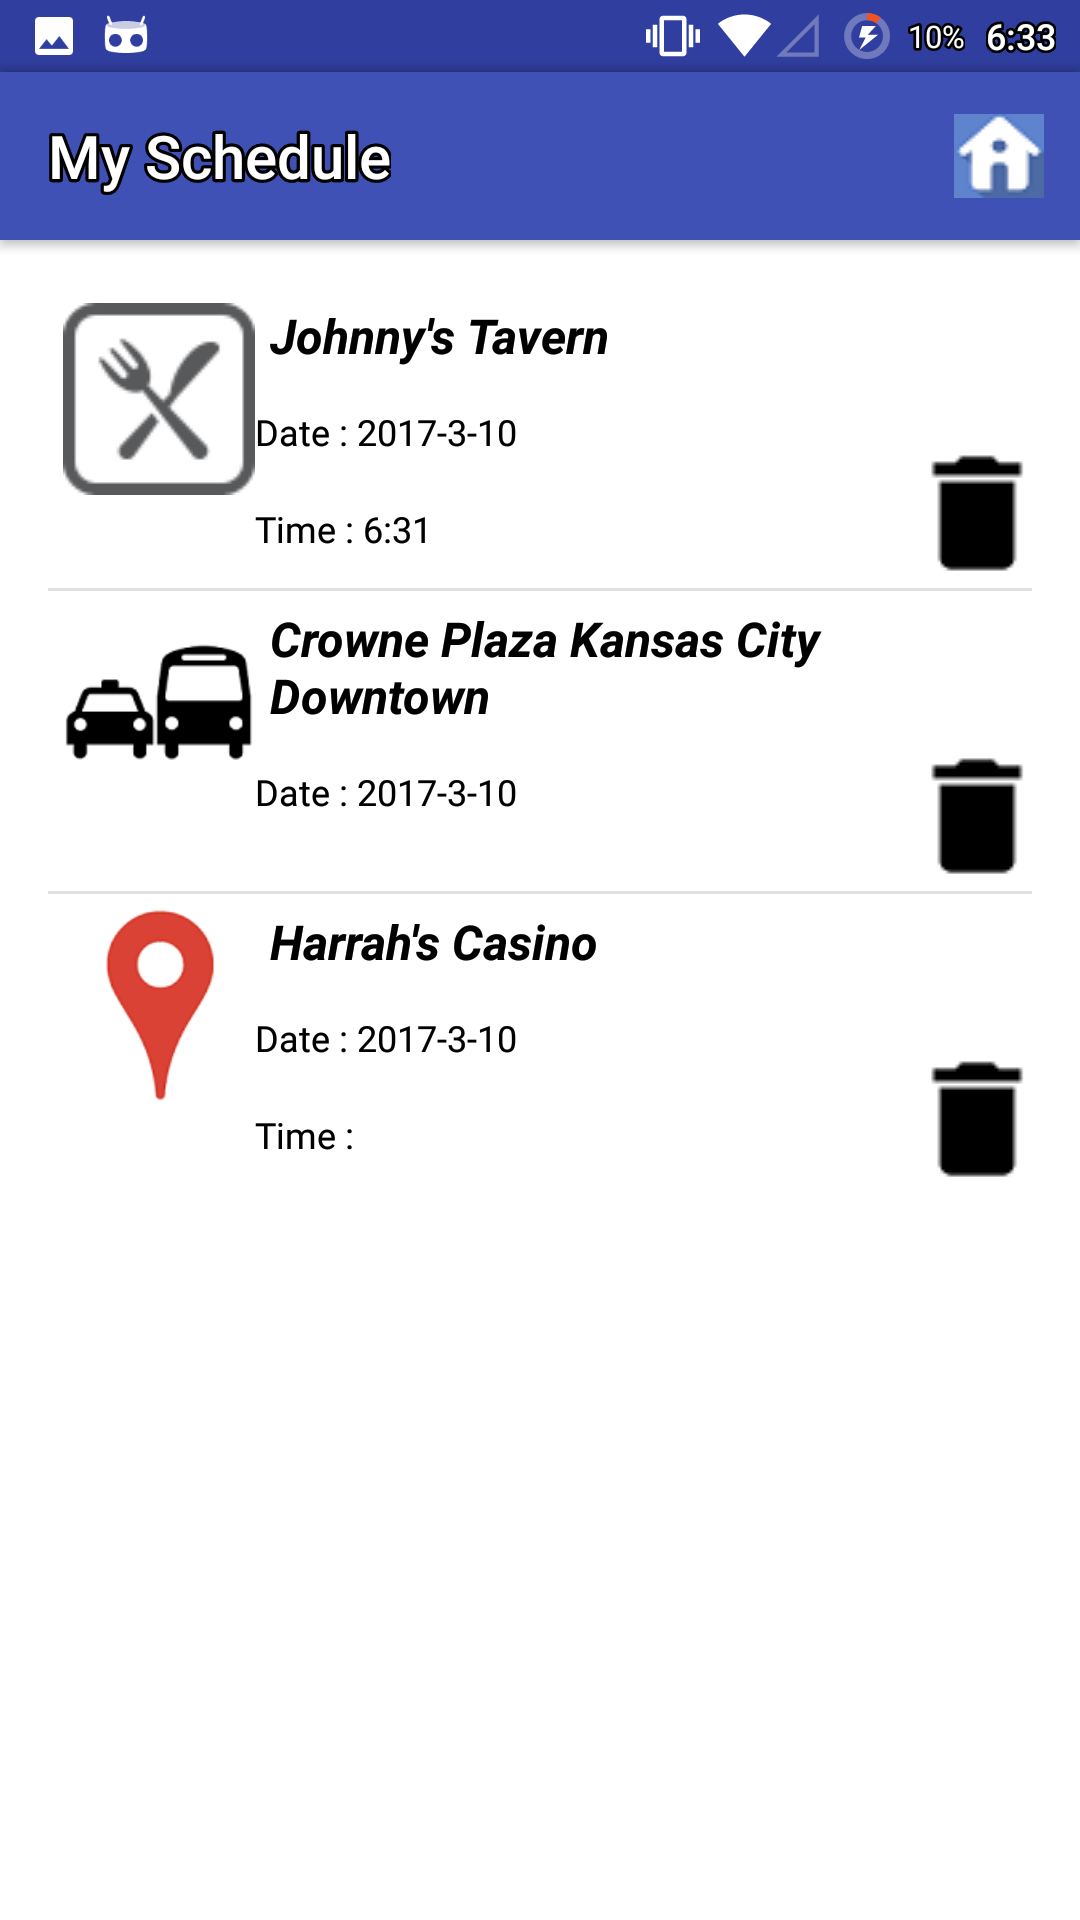 10% 6:33
My Schedule
Johnny's Tavern
Date : 2017-3-10
Time : 6:31
Crowne Plaza Kansas City
Downtown
Date : 2017-3-10
Harrah's Casino
Date : 2017-3-10
Time :